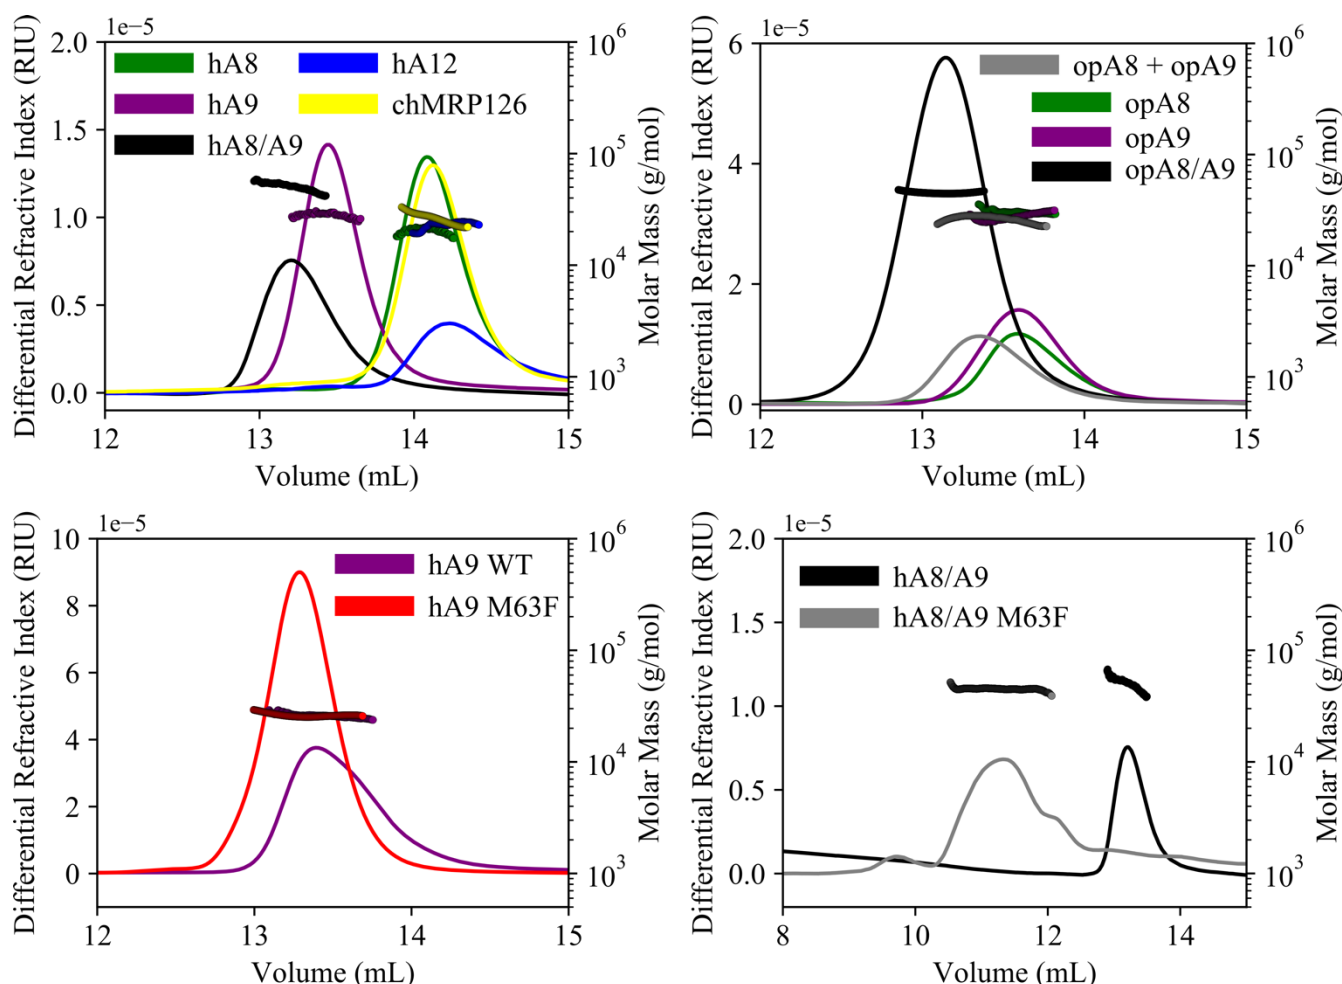 1e−5
2.0
1.5
1.0
0.5
0.0
Differential Refractive Index (RIU)
hA8
hA9
hA8/A9
hA12
chMRP126
10^6
10^5
10^4
10^3
Molar Mass (g/mol)
12 13 14 15
Volume (mL)
1e−5
6
4
2
0
Differential Refractive Index (RIU)
opA8 + opA9
opA8
opA9
opA8/A9
10^6
10^5
10^4
10^3
Molar Mass (g/mol)
12 13 14 15
Volume (mL)
1e−5
10
8
6
4
2
0
Differential Refractive Index (RIU)
hA9 WT
hA9 M63F
10^6
10^5
10^4
10^3
Molar Mass (g/mol)
12 13 14 15
Volume (mL)
1e−5
2.0
1.5
1.0
0.5
0.0
Differential Refractive Index (RIU)
hA8/A9
hA8/A9 M63F
10^6
10^5
10^4
10^3
Molar Mass (g/mol)
8 10 12 14
Volume (mL)